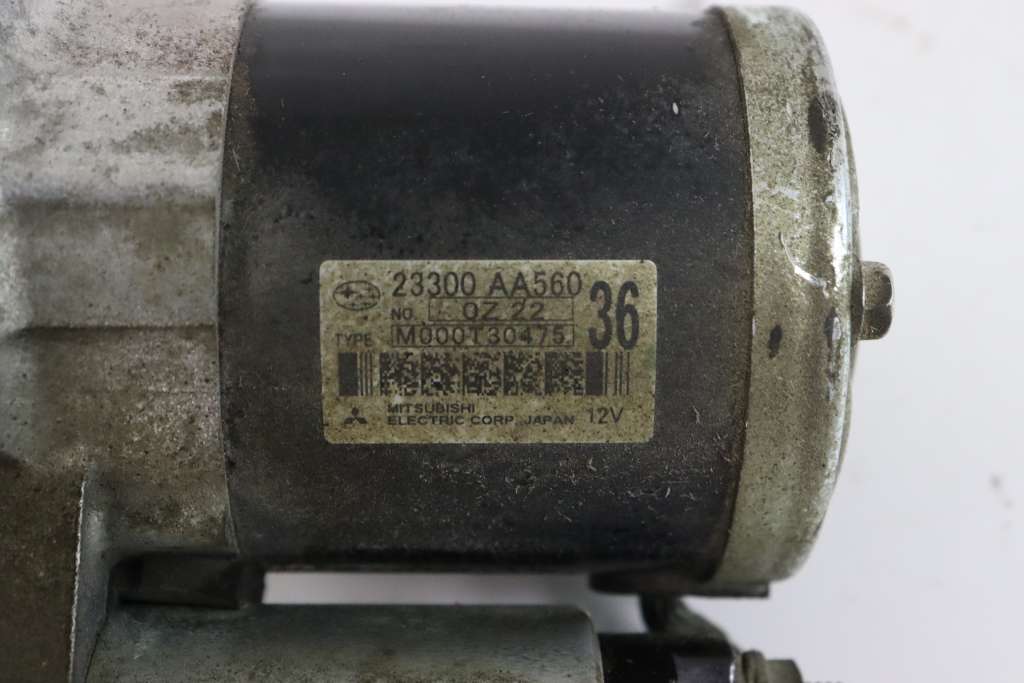 23300 AA560
NO. 0Z 22
36
TYPE M000T30475
MITSUBISHI
ELECTRIC CORP. JAPAN 12V